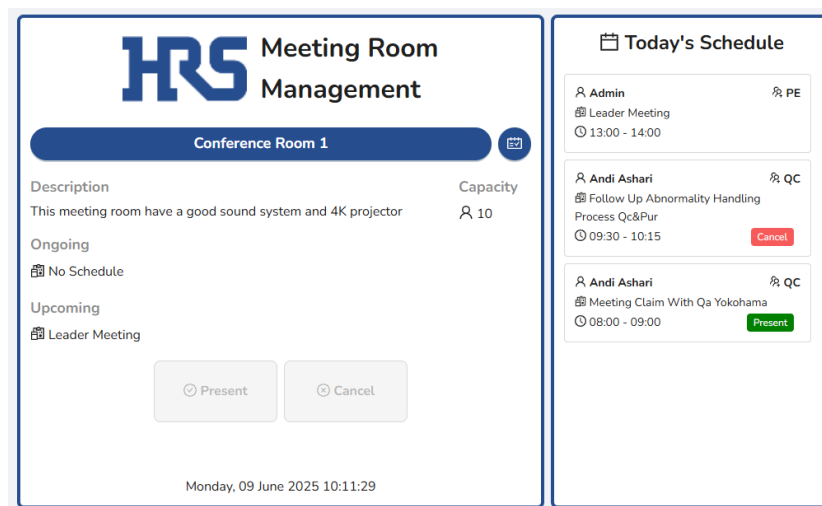 HRS Meeting Room
Management
Conference Room 1
Description
Capacity
This meeting room have a good sound system and 4K projector
10
Ongoing
No Schedule
Upcoming
Leader Meeting
Present
Cancel
Monday, 09 June 2025 10:11:29
Today's Schedule
Admin
PE
Leader Meeting
13:00 - 14:00
Andi Ashari
QC
Follow Up Abnormality Handling
Process Qc&Pur
09:30 - 10:15
Cancel
Andi Ashari
QC
Meeting Claim With Qa Yokohama
08:00 - 09:00
Present